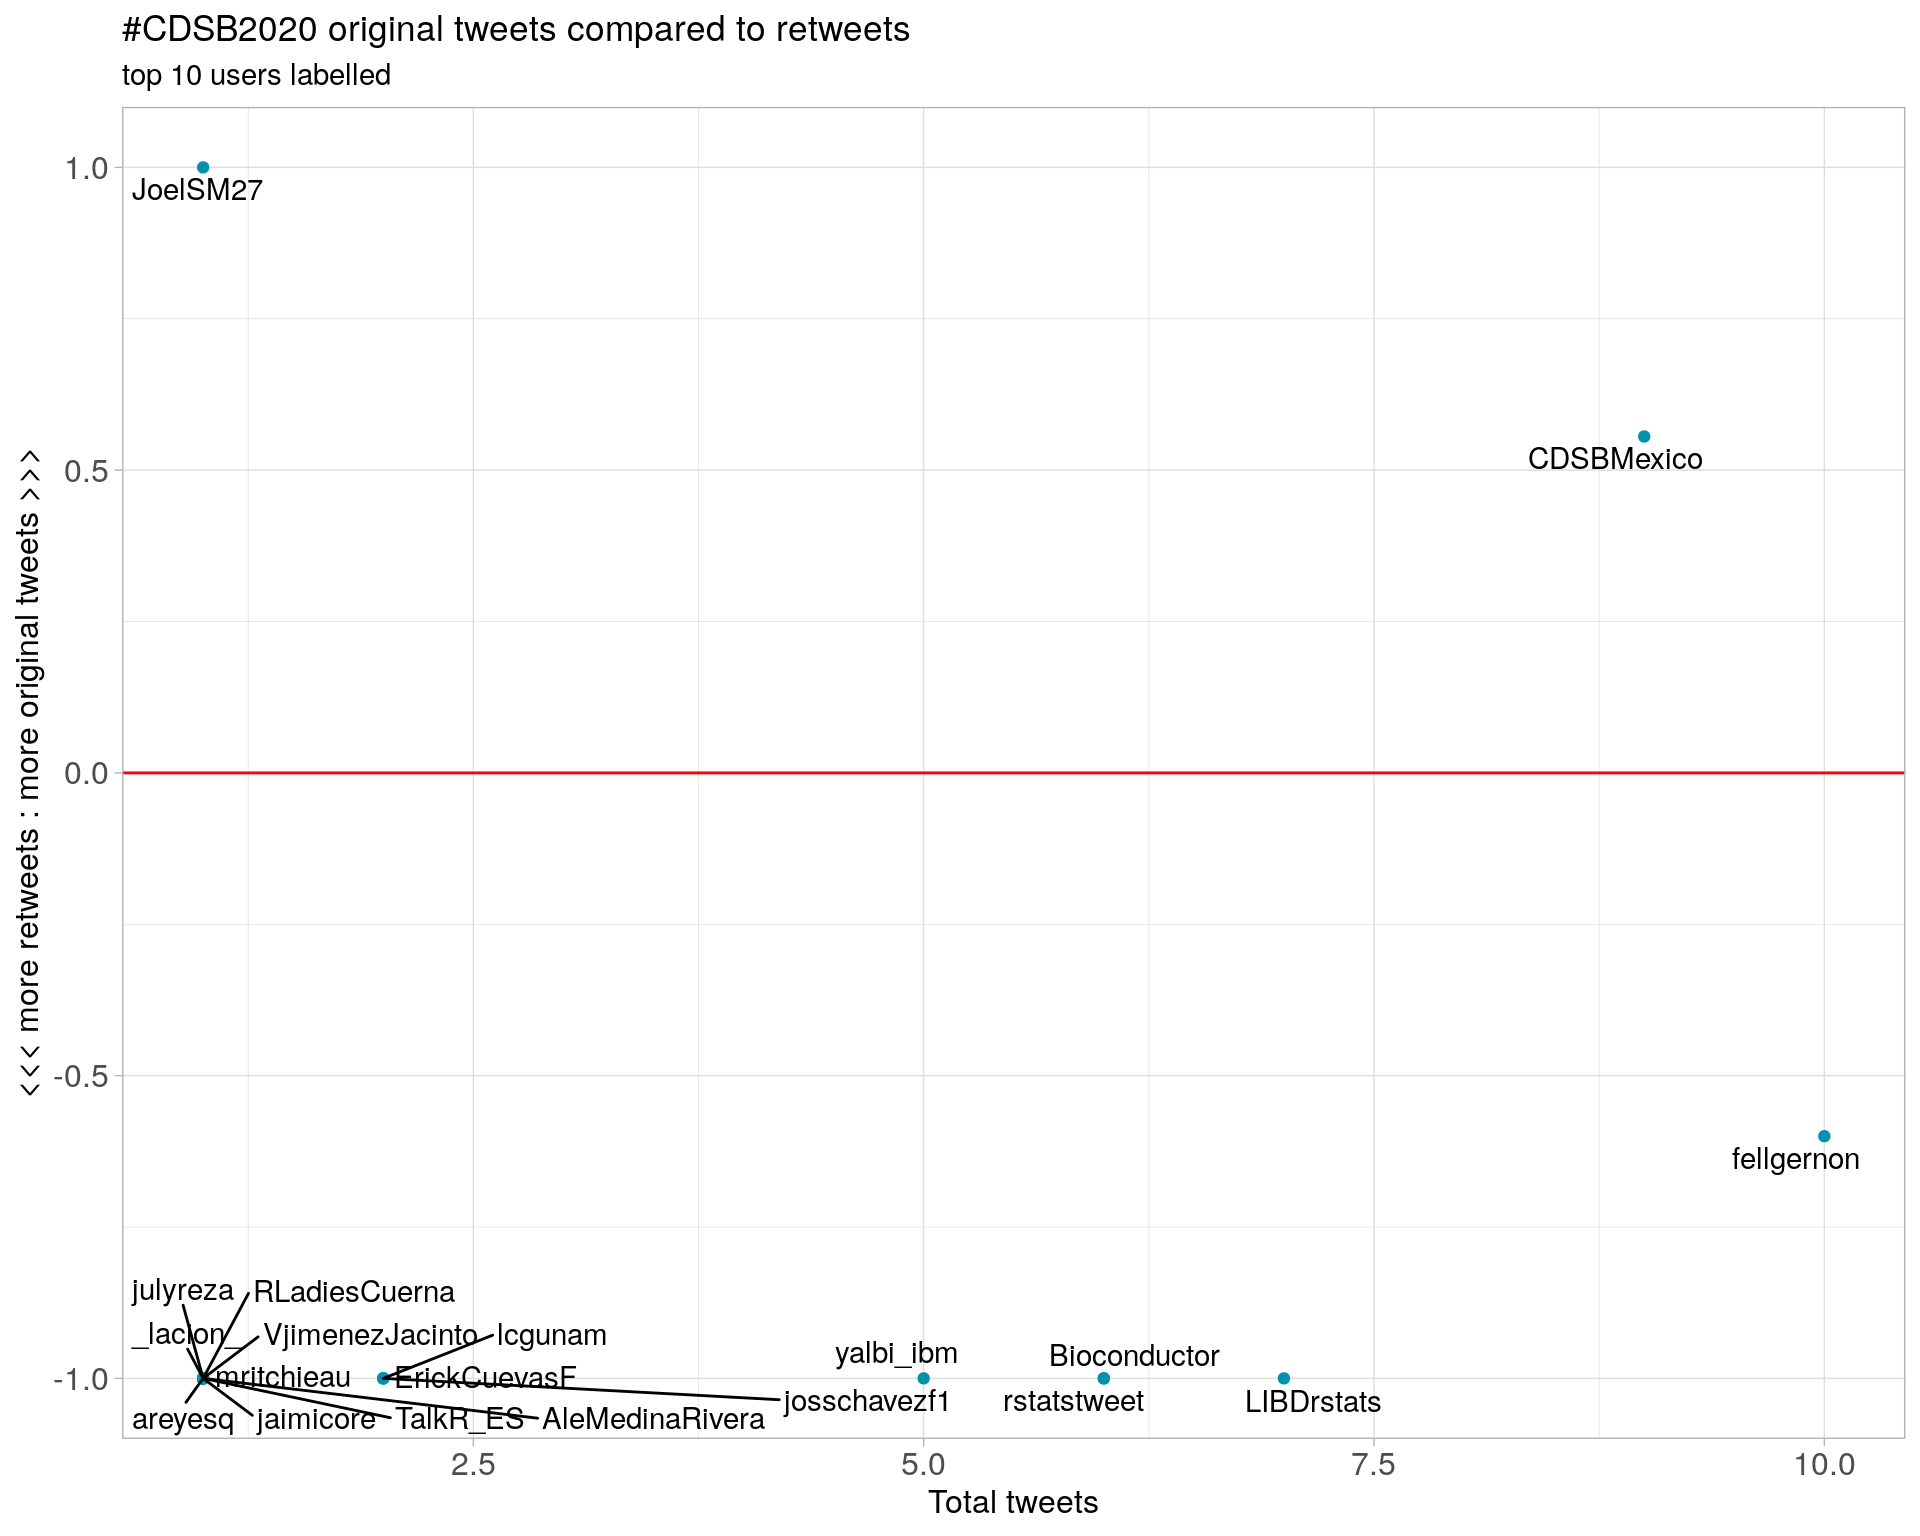 #CDSB2020 original tweets compared to retweets
top 10 users labelled
<<< more retweets : more original tweets >>>
1.0
JoelSM27
0.5
CDSBMexico
0.0
-0.5
fellgernon
julyreza RLadiesCuerna
_lacion_ VjimenezJacinto lcgunam
yalbi_ibm Bioconductor
-1.0 mritchieau ErickCuevasF
josschavezf1 rstatstweet LIBDrstats
areyesq jaimicore TalkR_ES AleMedinaRivera
2.5 5.0 7.5 10.0
Total tweets